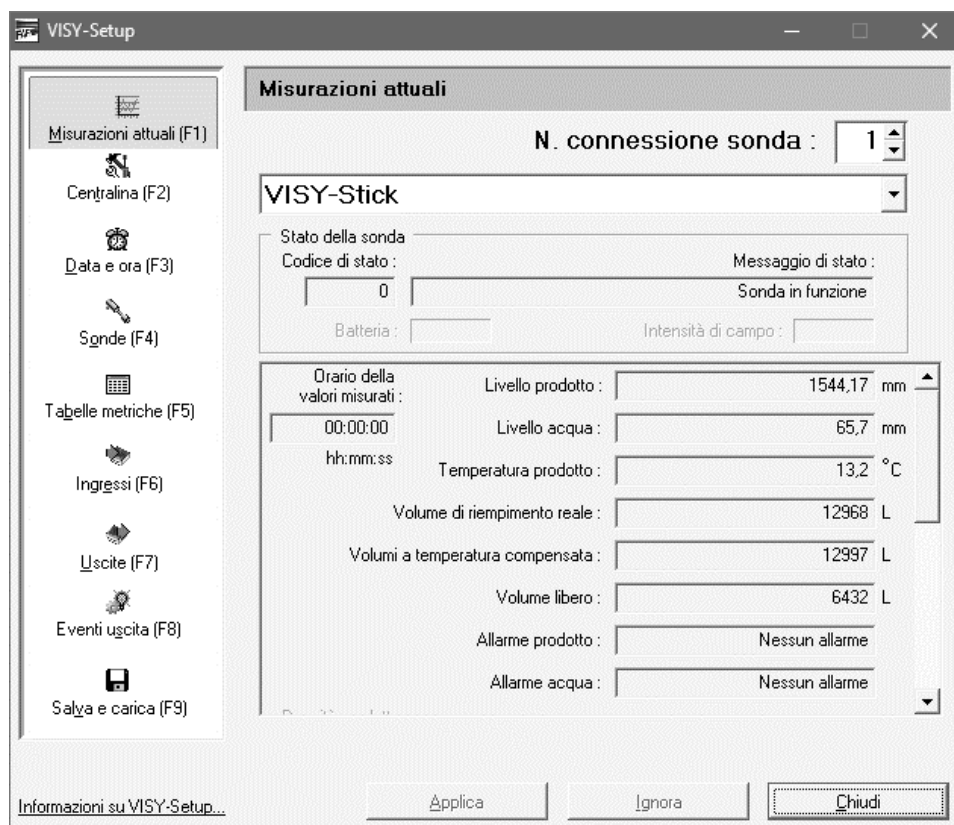 VISY-Setup
Misurazioni attuali (F1)
Centralina (F2)
Data e ora (F3)
Sonde (F4)
Tabelle metriche (F5)
Ingressi (F6)
Uscite (F7)
Eventi uscita (F8)
Salva e carica (F9)
Informazioni su VISY-Setup...
Misurazioni attuali
N. connessione sonda : 1
VISY-Stick
Stato della sonda
Codice di stato : Messaggio di stato :
0 Sonda in funzione
Batteria : Intensità di campo :
Orario della
valori misurati :
00:00:00
hh:mm:ss
Livello prodotto : 1544,17 mm
Livello acqua : 65,7 mm
Temperatura prodotto : 13,2 °C
Volume di riempimento reale : 12968 L
Volumi a temperatura compensata : 12997 L
Volume libero : 6432 L
Allarme prodotto : Nessun allarme
Allarme acqua : Nessun allarme
Applica Ignora Chiudi